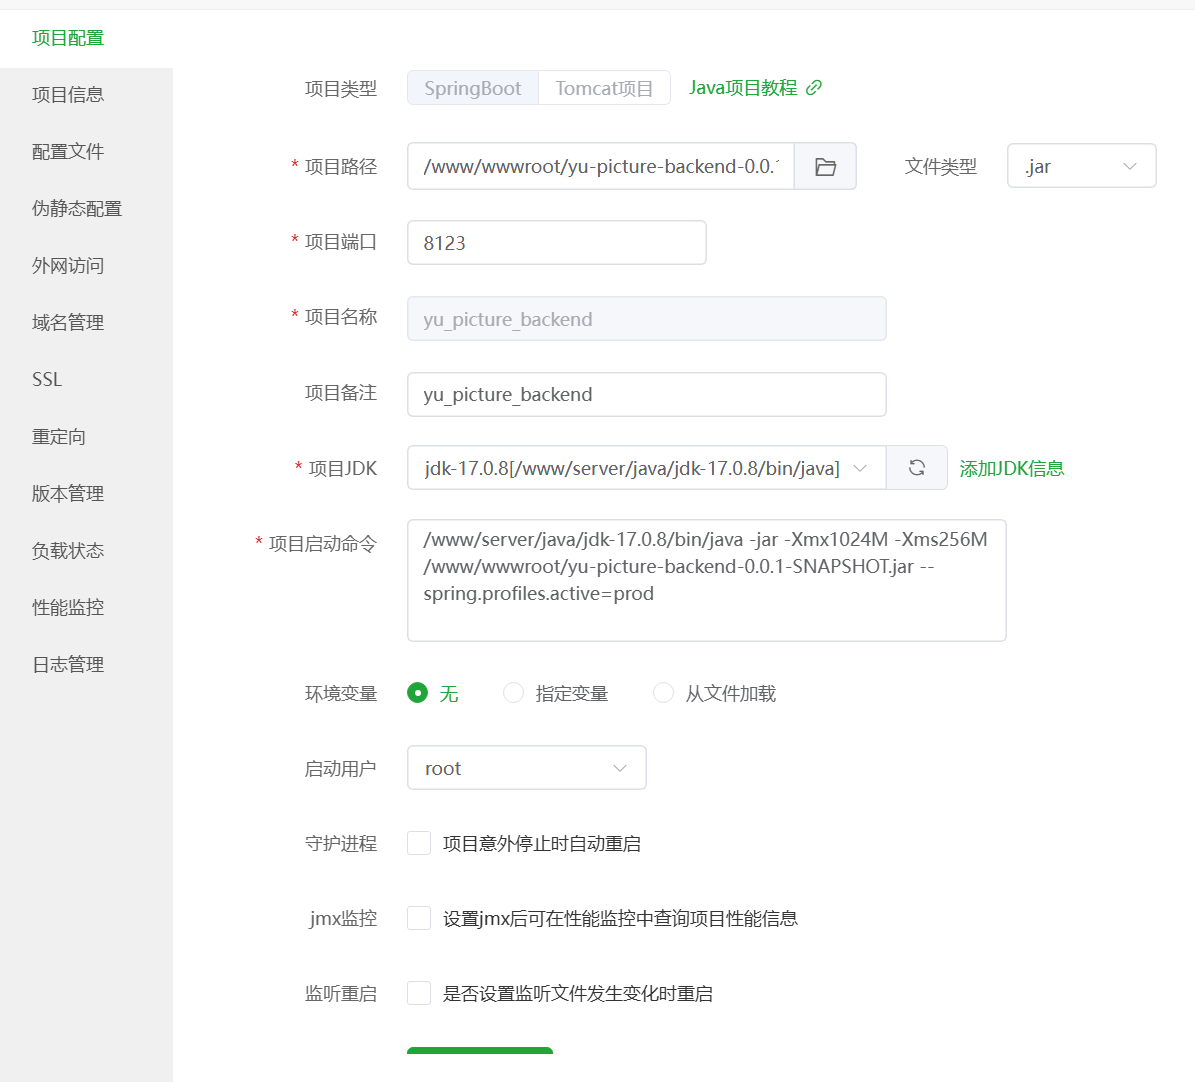 项目配置
项目信息
配置文件
伪静态配置
外网访问
域名管理
SSL
重定向
版本管理
负载状态
性能监控
日志管理
项目类型 SpringBoot Tomcat项目 Java项目教程
* 项目路径 /www/wwwroot/yu-picture-backend-0.0. 文件类型 .jar
* 项目端口 8123
* 项目名称 yu_picture_backend
项目备注 yu_picture_backend
* 项目JDK jdk-17.0.8[/www/server/java/jdk-17.0.8/bin/java] 添加JDK信息
* 项目启动命令 /www/server/java/jdk-17.0.8/bin/java -jar -Xmx1024M -Xms256M
/www/wwwroot/yu-picture-backend-0.0.1-SNAPSHOT.jar --
spring.profiles.active=prod
环境变量 无 指定变量 从文件加载
启动用户 root
守护进程 项目意外停止时自动重启
jmx监控 设置jmx后可在性能监控中查询项目性能信息
监听重启 是否设置监听文件发生变化时重启